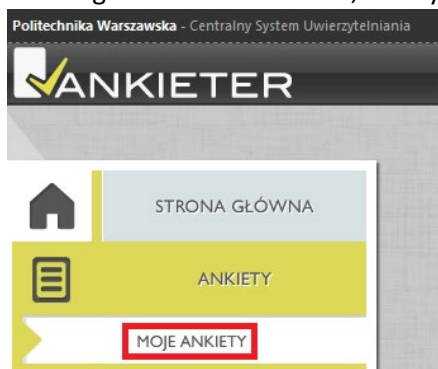 Politechnika Warszawska - Centralny System Uwierzytelniania
ANKIETER
STRONA GŁÓWNA
ANKIETY
MOJE ANKIETY